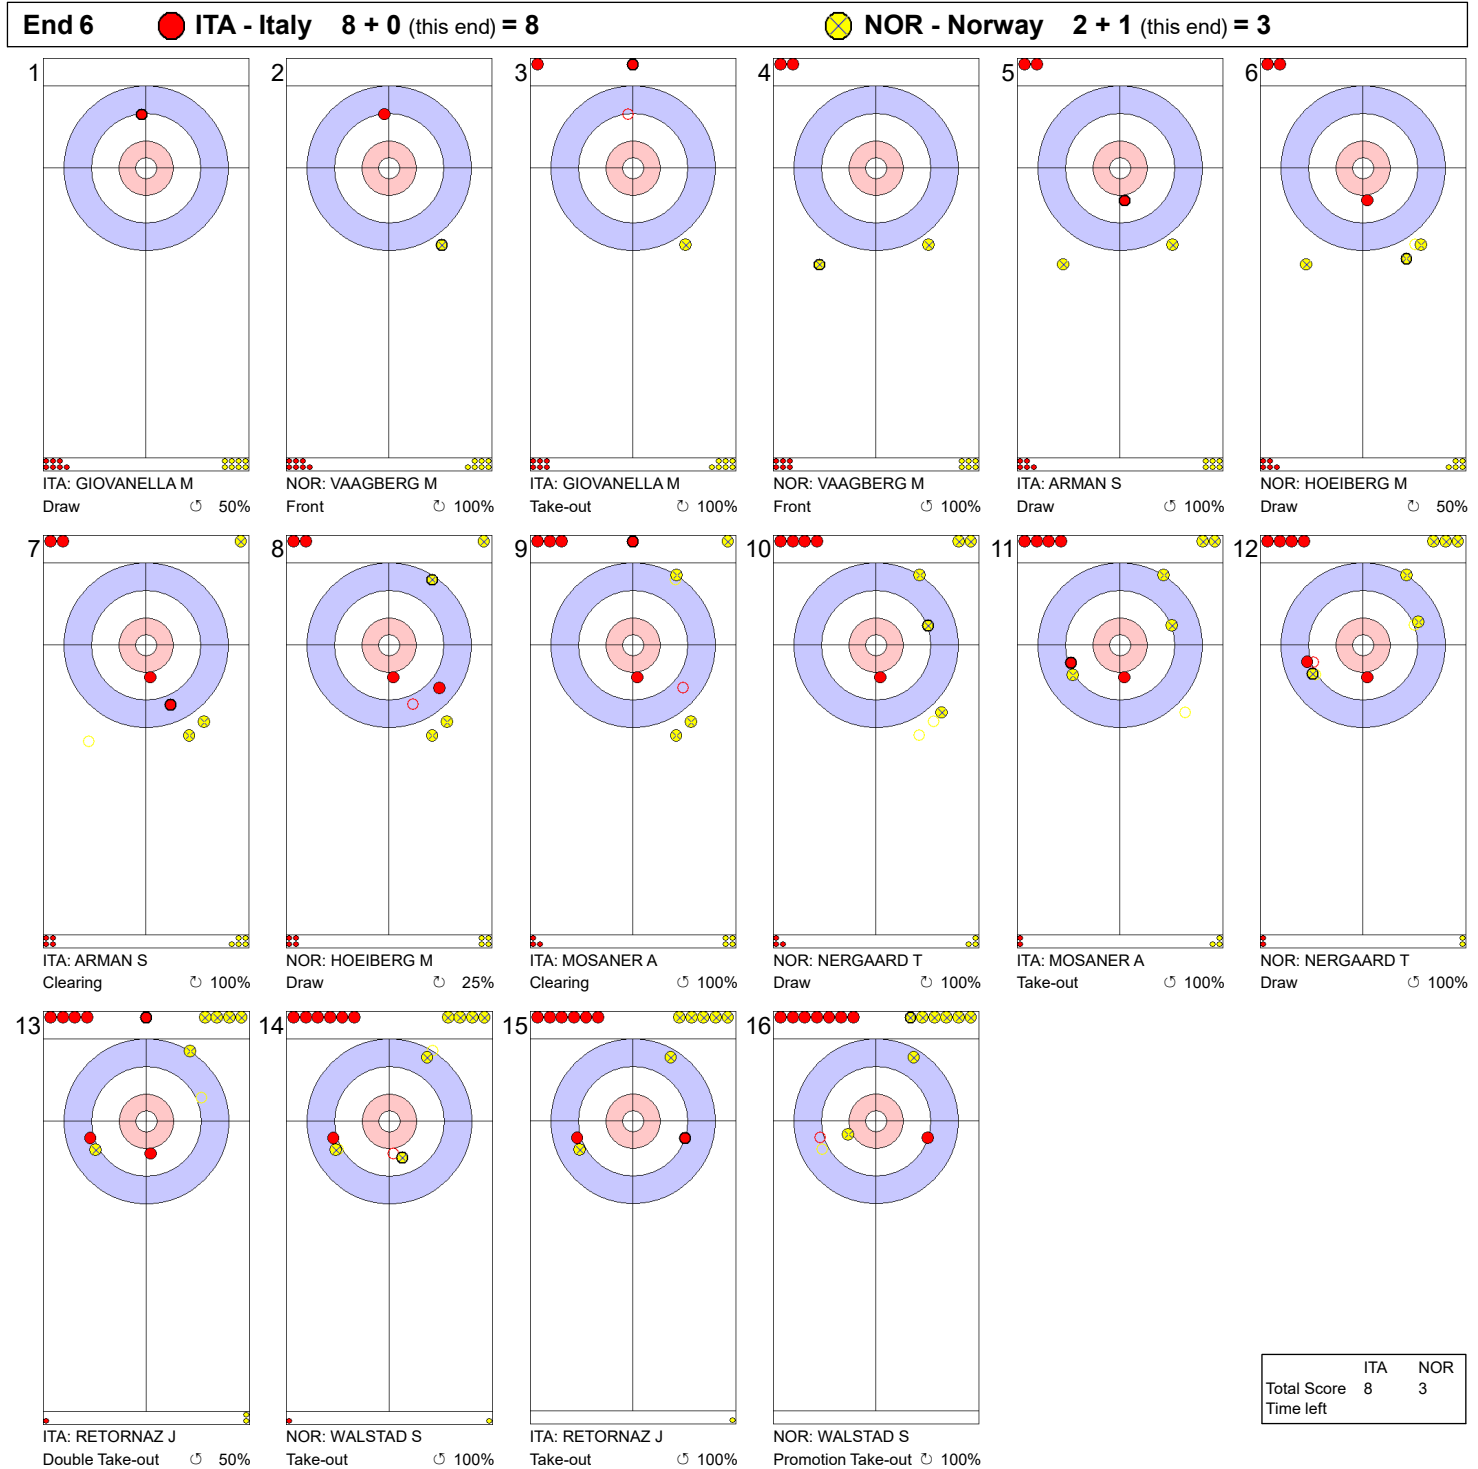 End 6 ITA - Italy 8 + 0 (this end) = 8 NOR - Norway 2 + 1 (this end) = 3
1 2 3 4 5 6
ITA: GIOVANELLA M NOR: VAAGBERG M ITA: GIOVANELLA M NOR: VAAGBERG M ITA: ARMAN S NOR: HOEIBERG M
Draw ↺ 50% Front ↻ 100% Take-out ↺ 100% Front ↻ 100% Draw ↺ 100% Draw ↻ 50%
7 8 9 10 11 12
ITA: ARMAN S NOR: HOEIBERG M ITA: MOSANER A NOR: NERGAARD T ITA: MOSANER A NOR: NERGAARD T
Clearing ↻ 100% Draw ↻ 25% Clearing ↺ 100% Draw ↻ 100% Take-out ↺ 100% Draw ↻ 100%
13 14 15 16
ITA: RETORNAZ J NOR: WALSTAD S ITA: RETORNAZ J NOR: WALSTAD S
Double Take-out ↺ 50% Take-out ↺ 100% Take-out ↺ 100% Promotion Take-out ↻ 100%
ITA NOR
Total Score 8 3
Time left